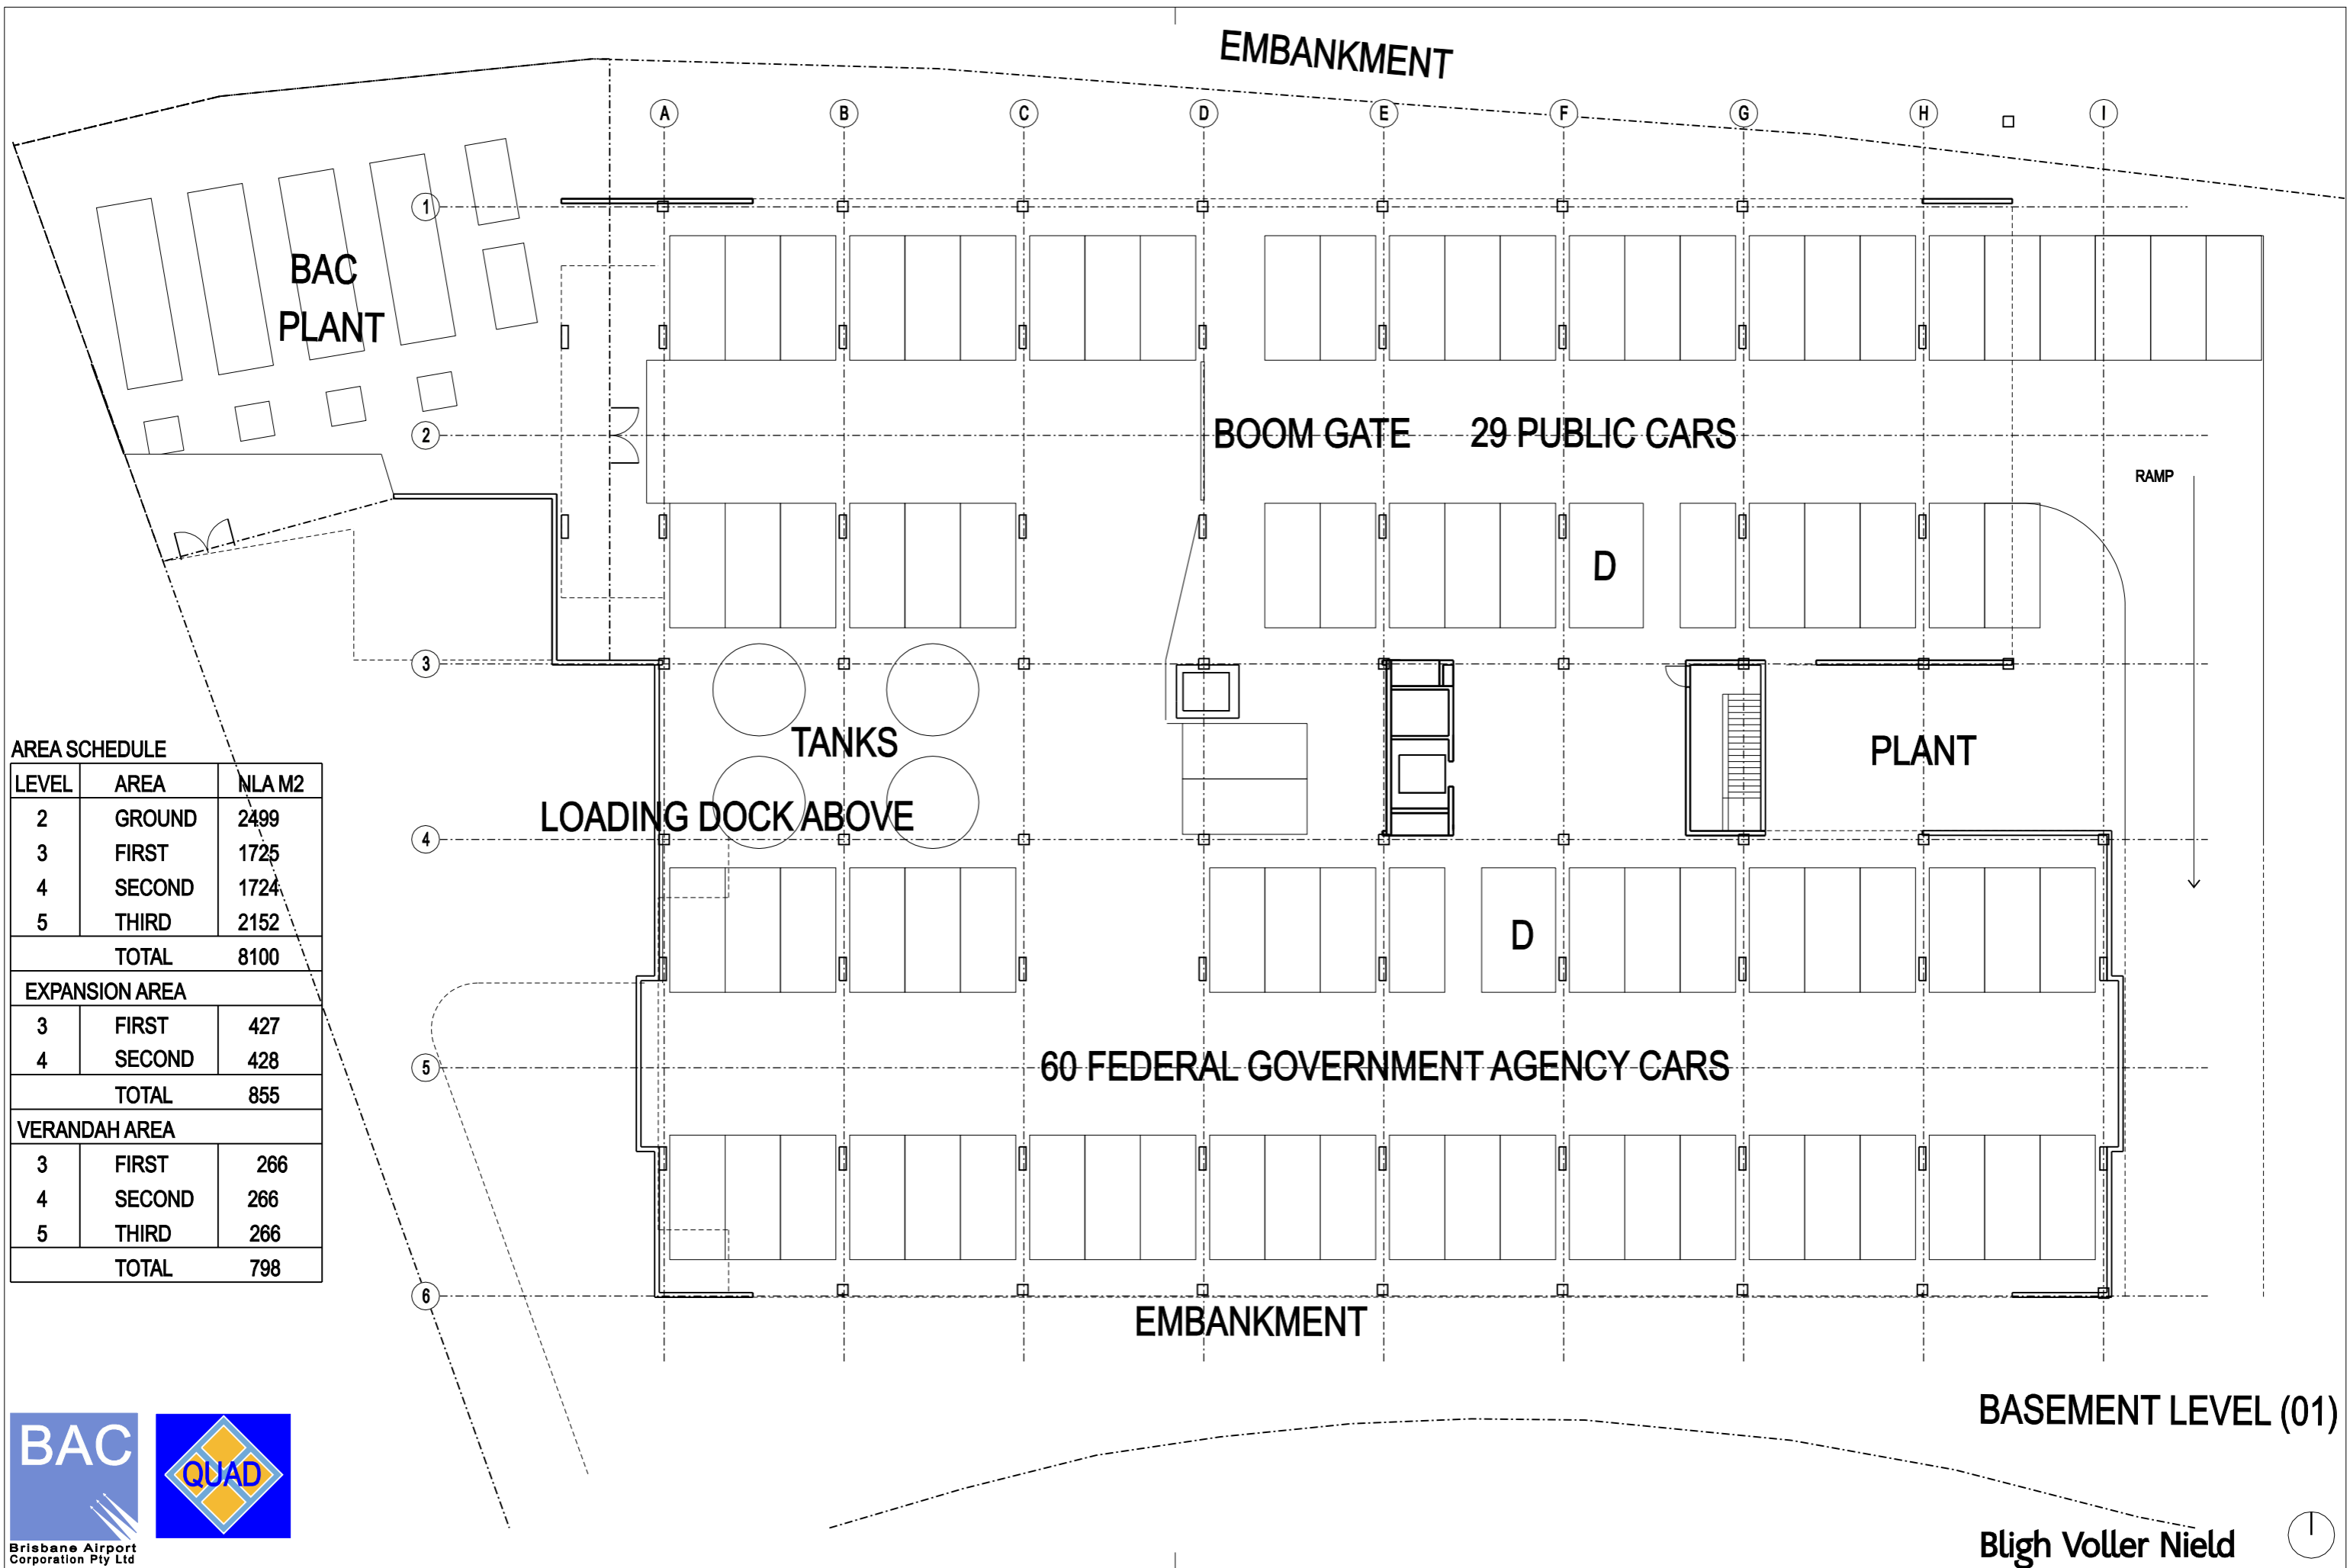 EMBANKMENT
A B C D E F G H I
1
BAC
PLANT
2
BOOM GATE
29 PUBLIC CARS
RAMP
D
3
TANKS
PLANT
LOADING DOCK ABOVE
4
D
5
60 FEDERAL GOVERNMENT AGENCY CARS
6
EMBANKMENT
AREA SCHEDULE
LEVEL AREA NLA M2
2 GROUND 2499
3 FIRST 1725
4 SECOND 1724
5 THIRD 2152
TOTAL 8100
EXPANSION AREA
3 FIRST 427
4 SECOND 428
TOTAL 855
VERANDAH AREA
3 FIRST 266
4 SECOND 266
5 THIRD 266
TOTAL 798
BAC
Brisbane Airport
Corporation Pty Ltd
QUAD
BASEMENT LEVEL (01)
Bligh Voller Nield